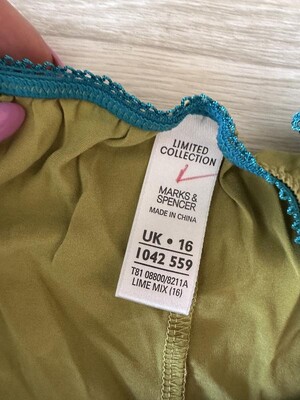 LIMITED
COLLECTION
MARKS &
SPENCER
MADE IN CHINA
UK • 16
1042 559
T81 08800/8211A
LIME MIX (16)